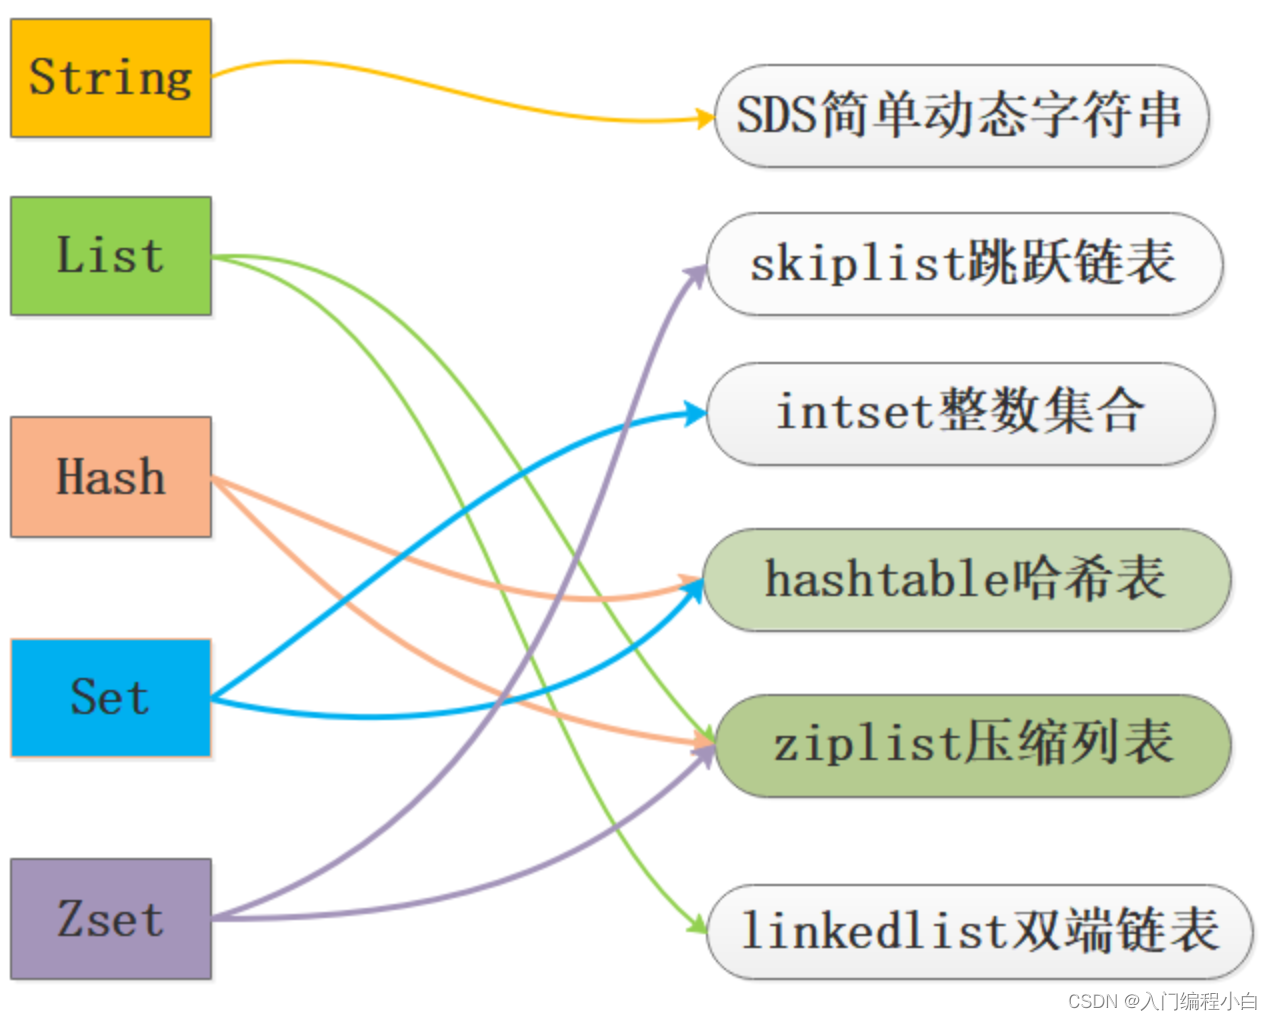 String
SDS简单动态字符串
List
skiplist跳跃链表
intset整数集合
Hash
hashtable哈希表
Set
ziplist压缩列表
Zset
linkedlist双端链表
CSDN @入门编程小白